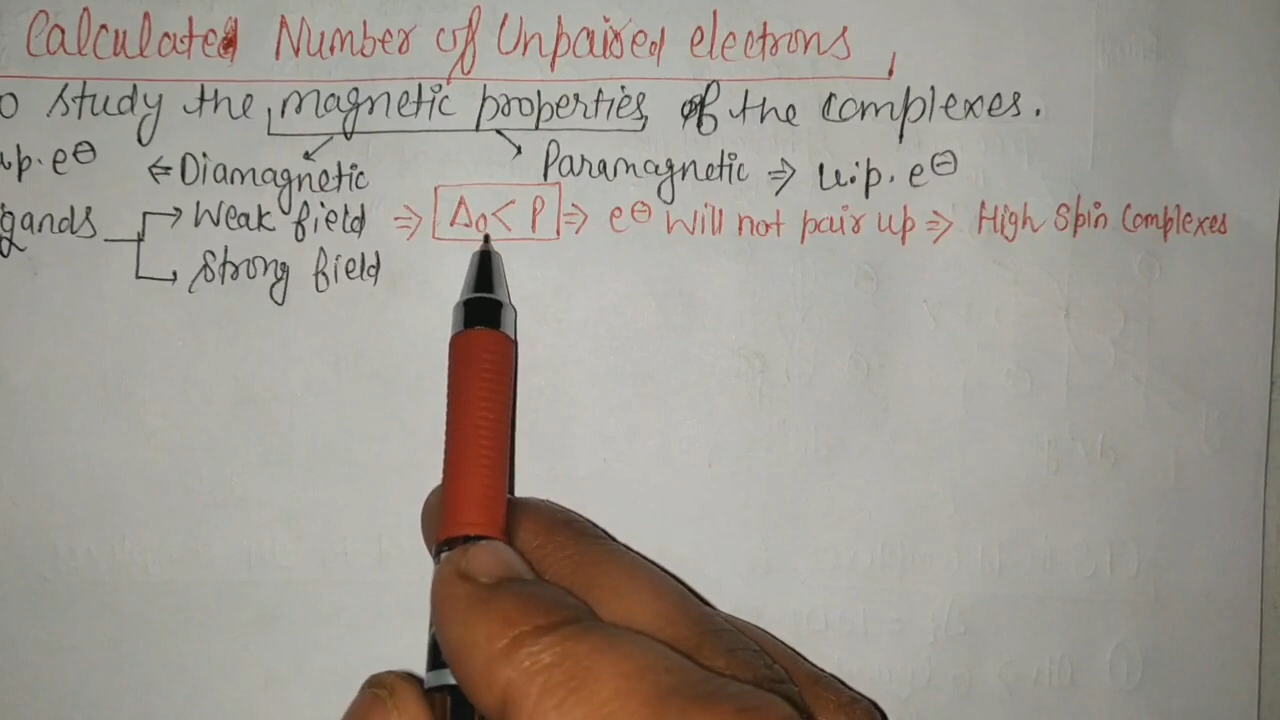 Calculated Number of Unpaired electrons,
o study the magnetic properties of the complexes.
up. e⊖ ⇐ Diamagnetic Paramagnetic ⇒ u.p. e⊖
gands → Weak field ⇒ Δo < P ⇒ e⊖ will not pair up ⇒ High Spin Complexes
→ Strong field